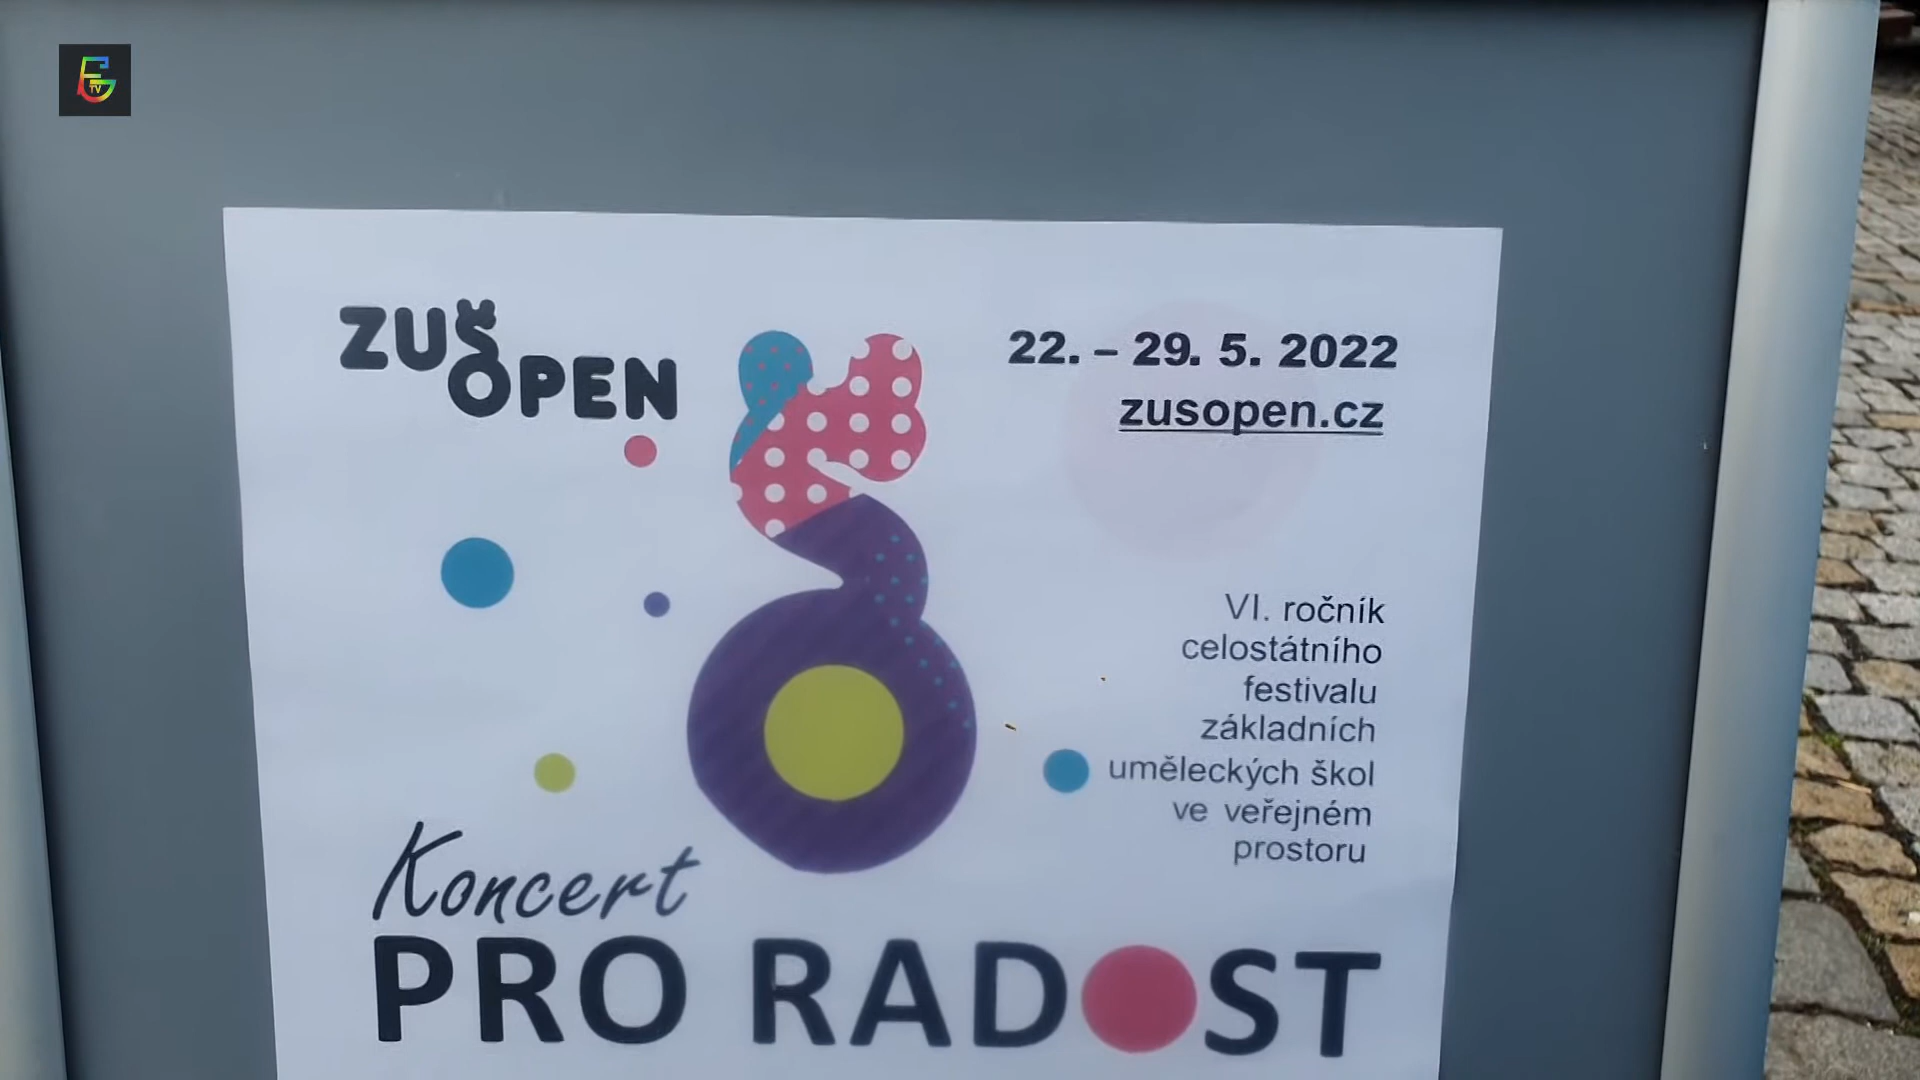 TV
ZUŠ
OPEN
22. – 29. 5. 2022
zusopen.cz
VI. ročník
celostátního
festivalu
základních
uměleckých škol
ve veřejném
prostoru
Koncert
PRO RADOST